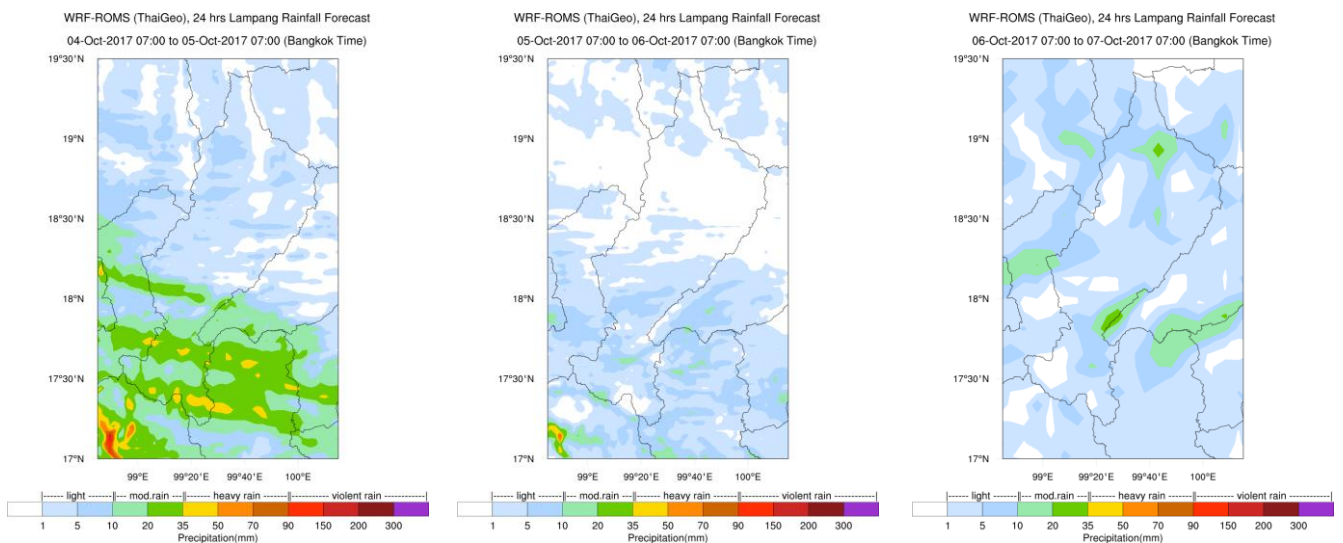 WRF-ROMS (ThaiGeo), 24 hrs Lampang Rainfall Forecast
04-Oct-2017 07:00 to 05-Oct-2017 07:00 (Bangkok Time)
19°30'N
19°N
18°30'N
18°N
17°30'N
17°N
99°E 99°20'E 99°40'E 100°E
light mod.rain heavy rain violent rain
1 5 10 20 35 50 70 90 150 200 300
Precipitation(mm)
WRF-ROMS (ThaiGeo), 24 hrs Lampang Rainfall Forecast
05-Oct-2017 07:00 to 06-Oct-2017 07:00 (Bangkok Time)
19°30'N
19°N
18°30'N
18°N
17°30'N
17°N
99°E 99°20'E 99°40'E 100°E
light mod.rain heavy rain violent rain
1 5 10 20 35 50 70 90 150 200 300
Precipitation(mm)
WRF-ROMS (ThaiGeo), 24 hrs Lampang Rainfall Forecast
06-Oct-2017 07:00 to 07-Oct-2017 07:00 (Bangkok Time)
19°30'N
19°N
18°30'N
18°N
17°30'N
17°N
99°E 99°20'E 99°40'E 100°E
light mod.rain heavy rain violent rain
1 5 10 20 35 50 70 90 150 200 300
Precipitation(mm)